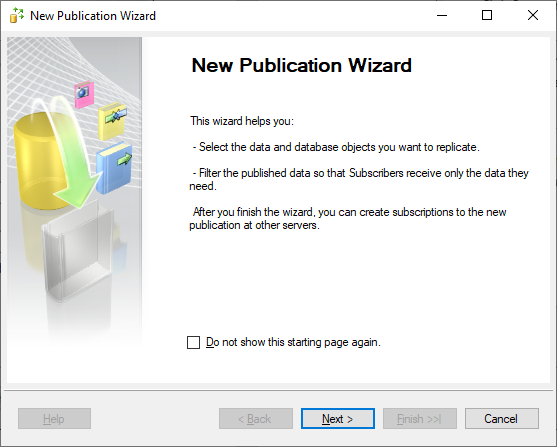 New Publication Wizard
New Publication Wizard
This wizard helps you:
- Select the data and database objects you want to replicate.
- Filter the published data so that Subscribers receive only the data they
need.
After you finish the wizard, you can create subscriptions to the new
publication at other servers.
Do not show this starting page again.
Help
< Back
Next >
Finish >>|
Cancel